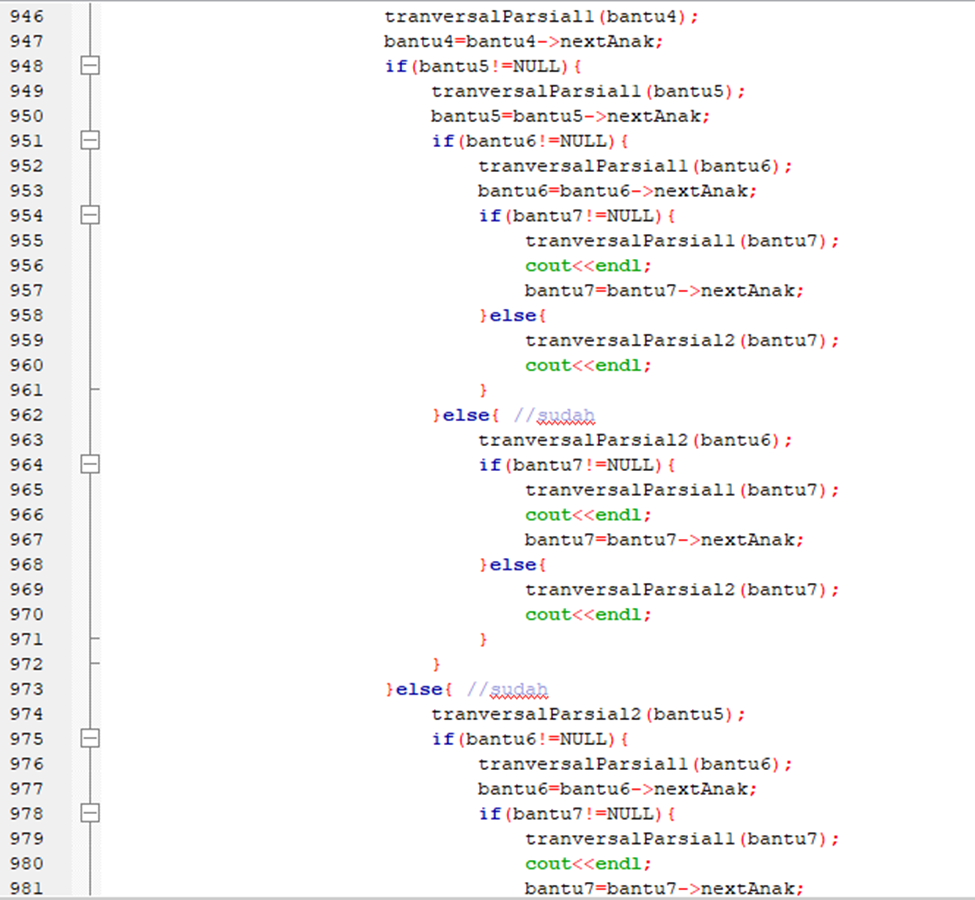 946 tranversalParsial1(bantu4);
947 bantu4=bantu4->nextAnak;
948 if(bantu5!=NULL){
949 tranversalParsial1(bantu5);
950 bantu5=bantu5->nextAnak;
951 if(bantu6!=NULL){
952 tranversalParsial1(bantu6);
953 bantu6=bantu6->nextAnak;
954 if(bantu7!=NULL){
955 tranversalParsial1(bantu7);
956 cout<<endl;
957 bantu7=bantu7->nextAnak;
958 }else{
959 tranversalParsial2(bantu7);
960 cout<<endl;
961 }
962 }else{ //sudah
963 tranversalParsial2(bantu6);
964 if(bantu7!=NULL){
965 tranversalParsial1(bantu7);
966 cout<<endl;
967 bantu7=bantu7->nextAnak;
968 }else{
969 tranversalParsial2(bantu7);
970 cout<<endl;
971 }
972 }
973 }else{ //sudah
974 tranversalParsial2(bantu5);
975 if(bantu6!=NULL){
976 tranversalParsial1(bantu6);
977 bantu6=bantu6->nextAnak;
978 if(bantu7!=NULL){
979 tranversalParsial1(bantu7);
980 cout<<endl;
981 bantu7=bantu7->nextAnak;